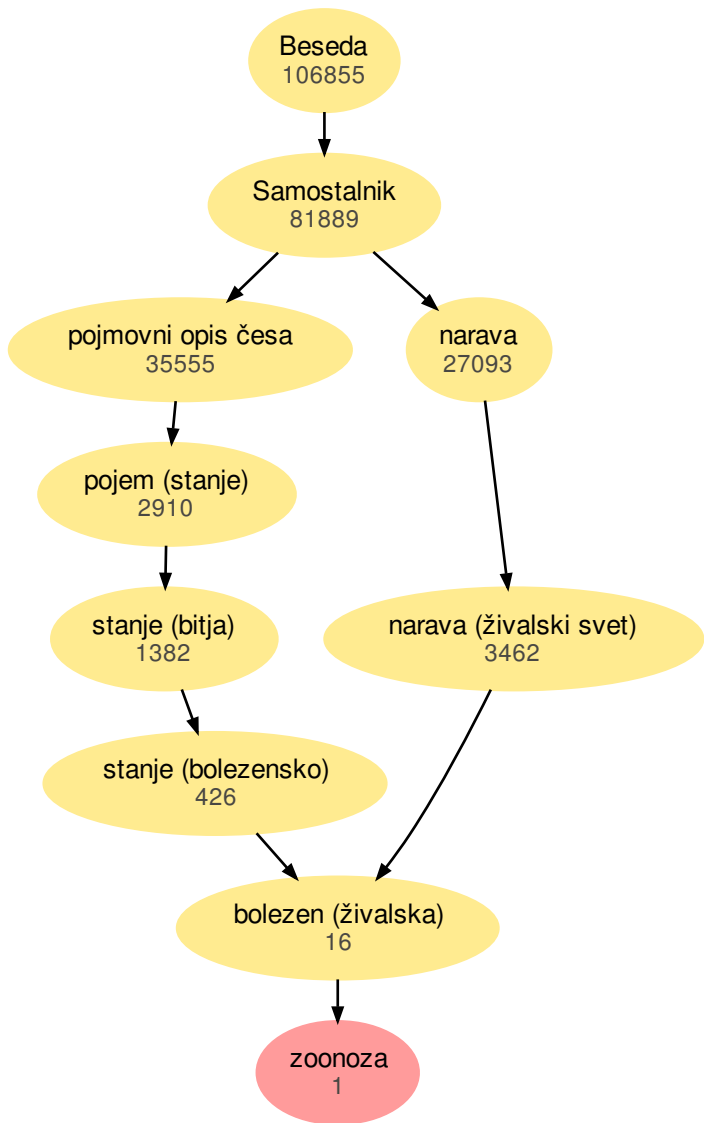 Beseda
106855
Samostalnik
81889
pojmovni opis česa
35555
narava
27093
pojem (stanje)
2910
stanje (bitja)
1382
narava (živalski svet)
3462
stanje (bolezensko)
426
bolezen (živalska)
16
zoonoza
1